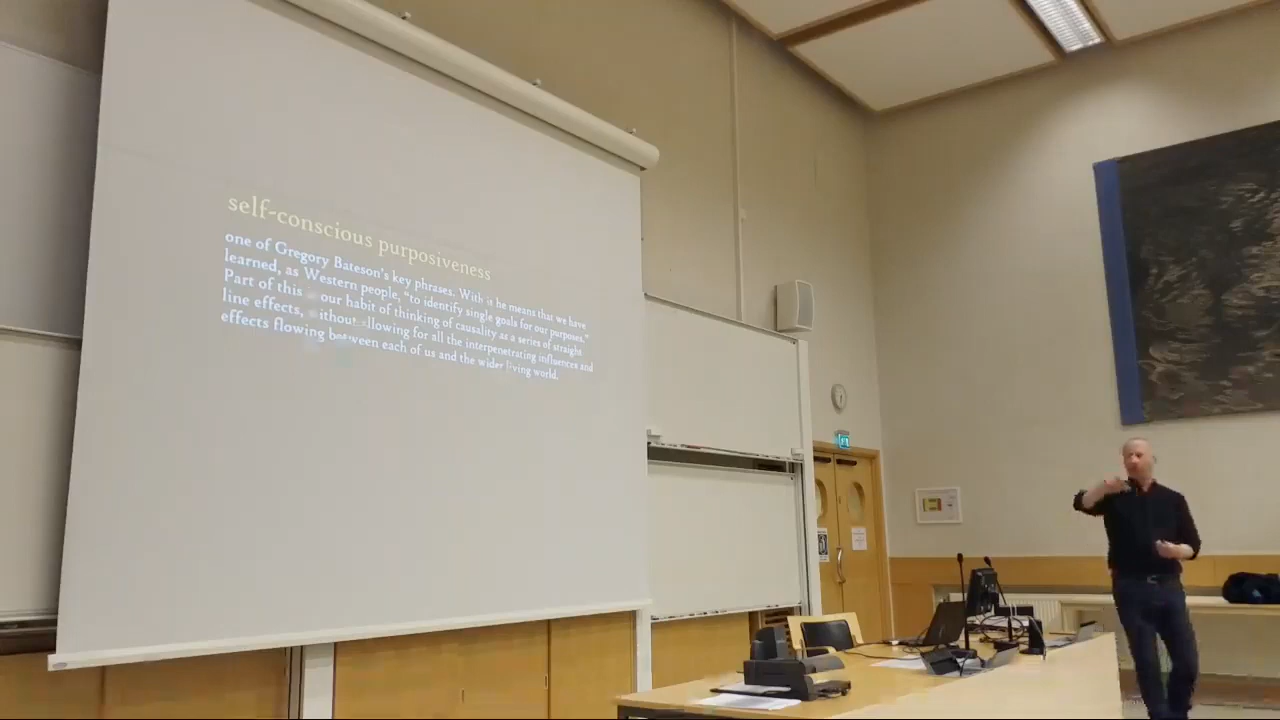 self-conscious purposiveness
one of Gregory Bateson's key phrases. With it he means that we have
learned, as Western people, "to identify single goals for our purposes."
Part of this our habit of thinking of causality as a series of straight
line effects, without allowing for all the interpenetrating influences and
effects flowing between each of us and the wider living world.